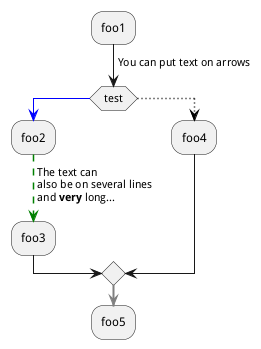 foo1
You can put text on arrows
test
foo2
foo4
The text can
also be on several lines
and very long...
foo3
foo5